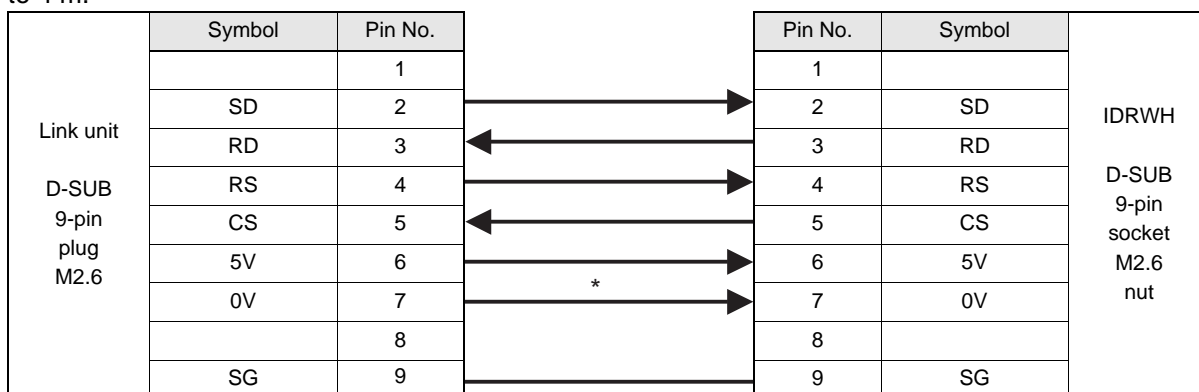 to m.
Symbol Pin No. Pin No. Symbol
1 1
SD 2 2 SD
RD 3 3 RD
RS 4 4 RS
CS 5 5 CS
5V 6 6 5V
*
0V 7 7 0V
8 8
SG 9 9 SG
Link unit
D-SUB
9-pin
plug
M2.6
IDRWH
D-SUB
9-pin
socket
M2.6
nut